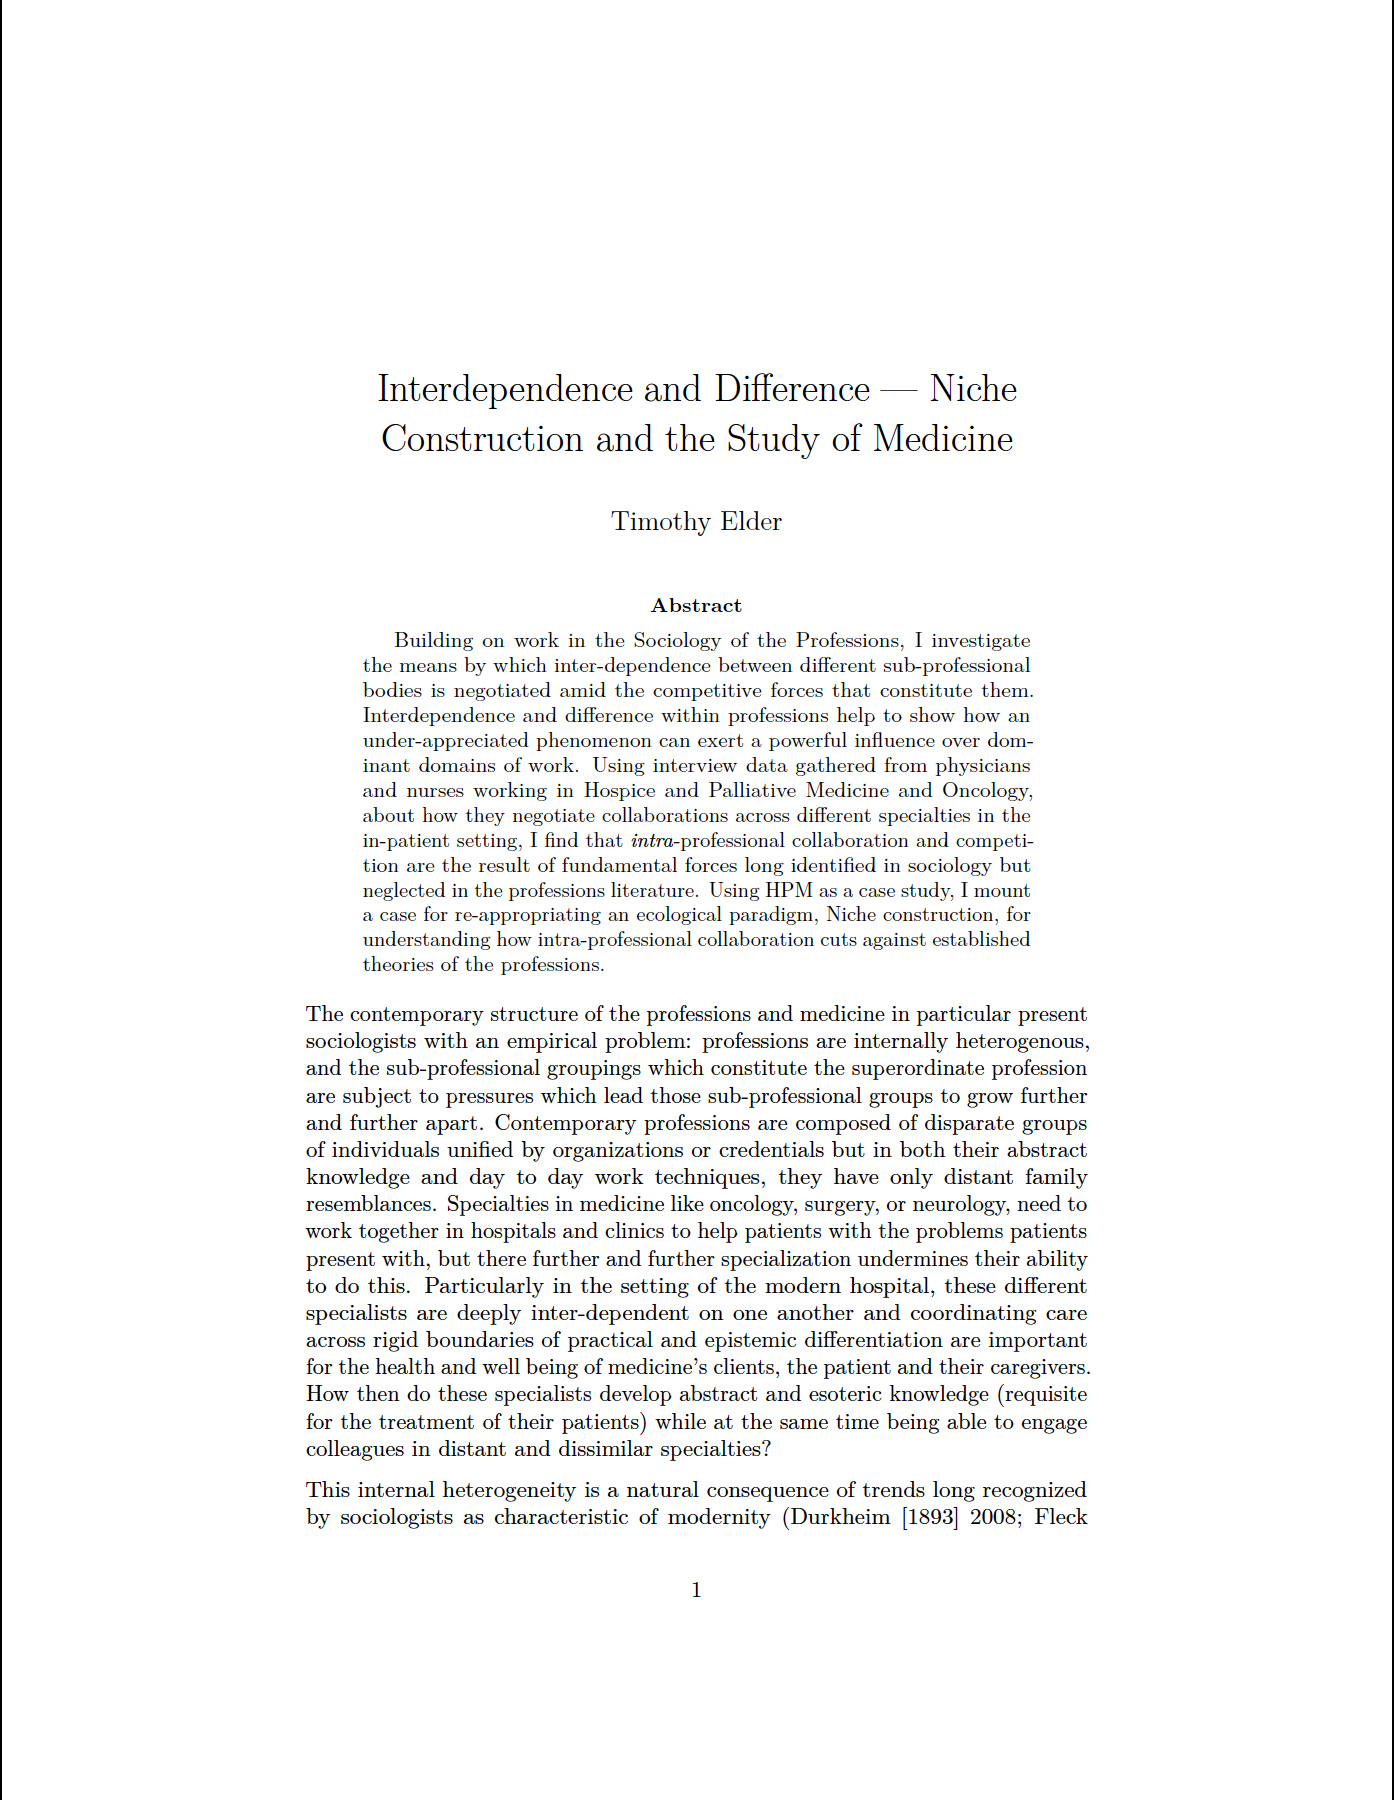 Interdependence and Difference — Niche
Construction and the Study of Medicine
Timothy Elder
Abstract
Building on work in the Sociology of the Professions, I investigate
the means by which inter-dependence between different sub-professional
bodies is negotiated amid the competitive forces that constitute them.
Interdependence and difference within professions help to show how an
under-appreciated phenomenon can exert a powerful influence over dom-
inant domains of work. Using interview data gathered from physicians
and nurses working in Hospice and Palliative Medicine and Oncology,
about how they negotiate collaborations across different specialties in the
in-patient setting, I find that intra-professional collaboration and competi-
tion are the result of fundamental forces long identified in sociology but
neglected in the professions literature. Using HPM as a case study, I mount
a case for re-appropriating an ecological paradigm, Niche construction, for
understanding how intra-professional collaboration cuts against established
theories of the professions.
The contemporary structure of the professions and medicine in particular present
sociologists with an empirical problem: professions are internally heterogenous,
and the sub-professional groupings which constitute the superordinate profession
are subject to pressures which lead those sub-professional groups to grow further
and further apart. Contemporary professions are composed of disparate groups
of individuals unified by organizations or credentials but in both their abstract
knowledge and day to day work techniques, they have only distant family
resemblances. Specialties in medicine like oncology, surgery, or neurology, need to
work together in hospitals and clinics to help patients with the problems patients
present with, but there further and further specialization undermines their ability
to do this. Particularly in the setting of the modern hospital, these different
specialists are deeply inter-dependent on one another and coordinating care
across rigid boundaries of practical and epistemic differentiation are important
for the health and well being of medicine's clients, the patient and their caregivers.
How then do these specialists develop abstract and esoteric knowledge (requisite
for the treatment of their patients) while at the same time being able to engage
colleagues in distant and dissimilar specialties?
This internal heterogeneity is a natural consequence of trends long recognized
by sociologists as characteristic of modernity (Durkheim [1893] 2008; Fleck
1